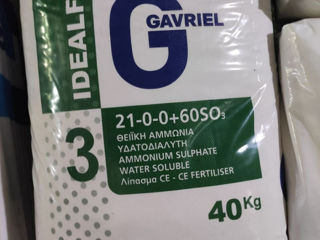 IDEALF
G
GAVRIEL
3
21-0-0+60SO₃
ΘΕΙΪΚΗ ΑΜΜΩΝΙΑ
ΥΔΑΤΟΔΙΑΛΥΤΗ
AMMONIUM SULPHATE
WATER SOLUBLE
Λίπασμα CE - CE FERTILISER
40Kg